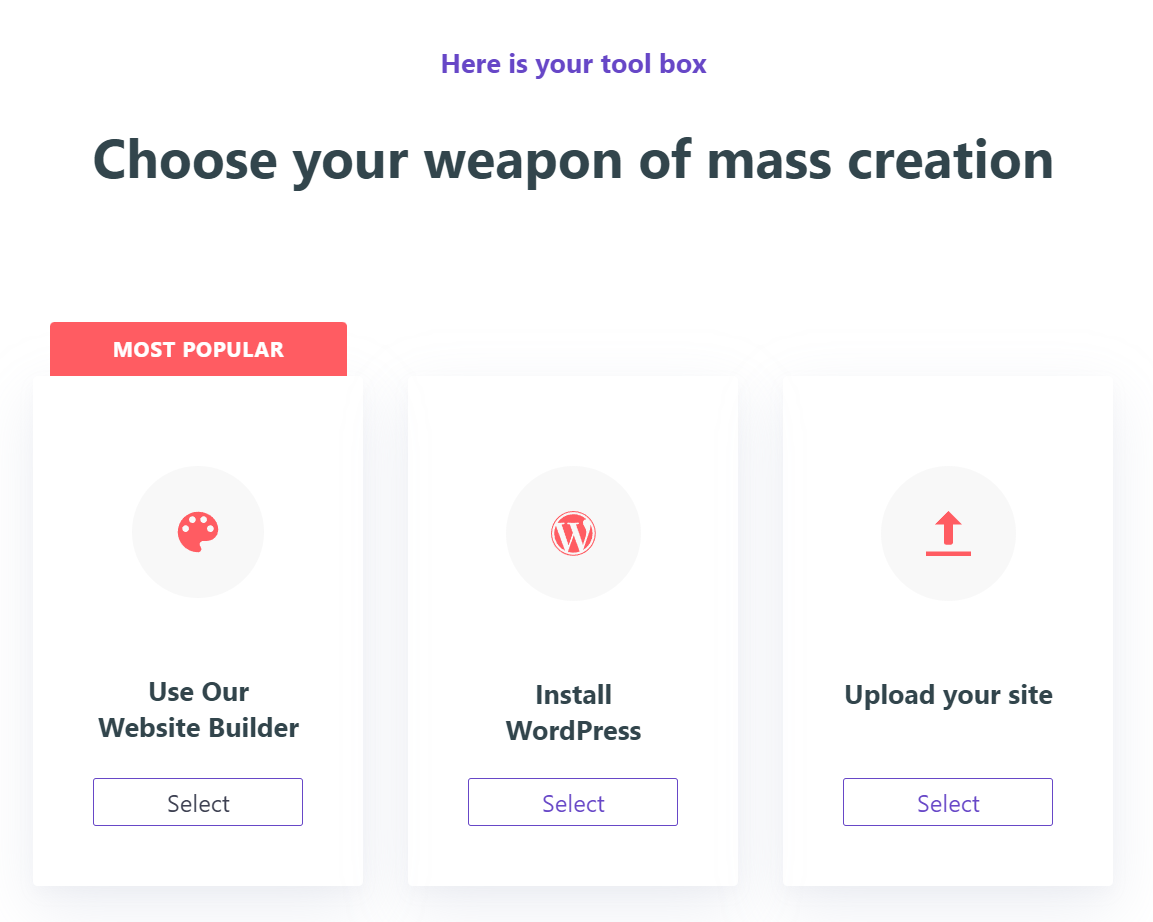 Here is your tool box
Choose your weapon of mass creation
MOST POPULAR
Use Our
Website Builder
Select
Install
WordPress
Select
Upload your site
Select